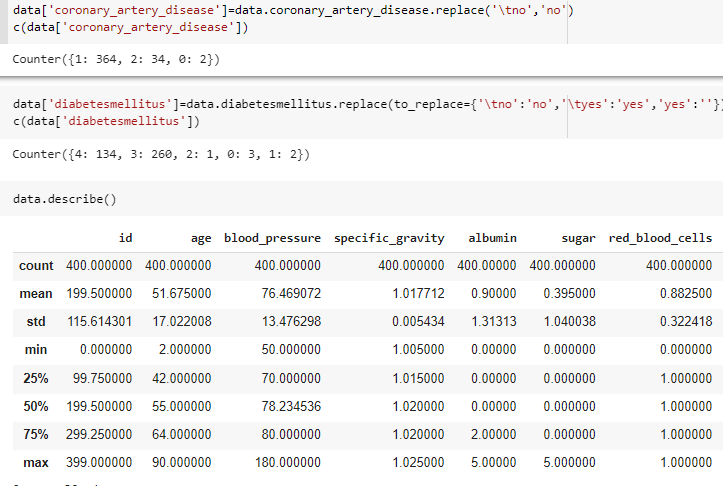 data['coronary_artery_disease']=data.coronary_artery_disease.replace('\tno','no')
c(data['coronary_artery_disease'])
Counter({1: 364, 2: 34, 0: 2})
data['diabetesmellitus']=data.diabetesmellitus.replace(to_replace={'\tno':'no','\tyes':'yes','yes':''})
c(data['diabetesmellitus'])
Counter({4: 134, 3: 260, 2: 1, 0: 3, 1: 2})
data.describe()
id age blood_pressure specific_gravity albumin sugar red_blood_cells
count 400.000000 400.000000 400.000000 400.000000 400.00000 400.000000 400.000000
mean 199.500000 51.675000 76.469072 1.017712 0.90000 0.395000 0.882500
std 115.614301 17.022008 13.476298 0.005434 1.31313 1.040038 0.322418
min 0.000000 2.000000 50.000000 1.005000 0.00000 0.000000 0.000000
25% 99.750000 42.000000 70.000000 1.015000 0.00000 0.000000 1.000000
50% 199.500000 55.000000 78.234536 1.020000 0.00000 0.000000 1.000000
75% 299.250000 64.000000 80.000000 1.020000 2.00000 0.000000 1.000000
max 399.000000 90.000000 180.000000 1.025000 5.00000 5.000000 1.000000